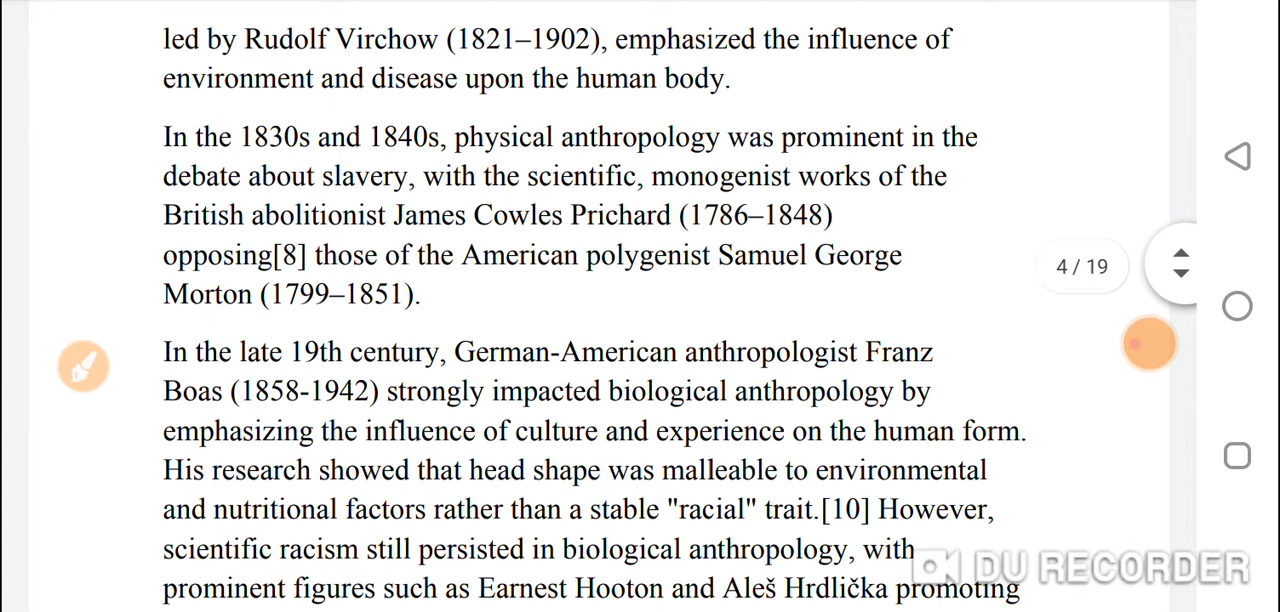 led by Rudolf Virchow (1821–1902), emphasized the influence of
environment and disease upon the human body.
In the 1830s and 1840s, physical anthropology was prominent in the
debate about slavery, with the scientific, monogenist works of the
British abolitionist James Cowles Prichard (1786–1848)
opposing[8] those of the American polygenist Samuel George
Morton (1799–1851).
4 / 19
In the late 19th century, German-American anthropologist Franz
Boas (1858-1942) strongly impacted biological anthropology by
emphasizing the influence of culture and experience on the human form.
His research showed that head shape was malleable to environmental
and nutritional factors rather than a stable "racial" trait.[10] However,
scientific racism still persisted in biological anthropology, with
prominent figures such as Earnest Hooton and Aleš Hrdlička promoting
DU RECORDER